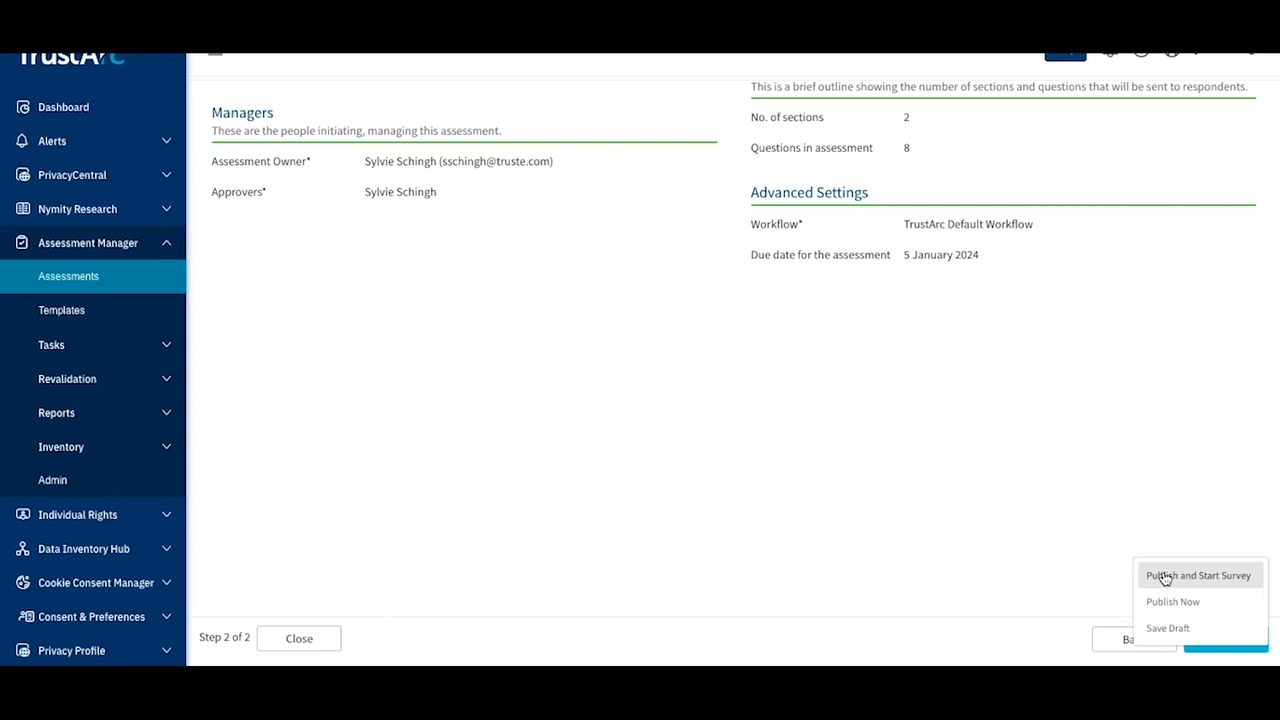 TrustArc
Dashboard
Alerts
PrivacyCentral
Nymity Research
Assessment Manager
Assessments
Templates
Tasks
Revalidation
Reports
Inventory
Admin
Individual Rights
Data Inventory Hub
Cookie Consent Manager
Consent & Preferences
Privacy Profile
Managers
These are the people initiating, managing this assessment.
Assessment Owner* Sylvie Schingh (sschingh@truste.com)
Approvers* Sylvie Schingh
This is a brief outline showing the number of sections and questions that will be sent to respondents.
No. of sections 2
Questions in assessment 8
Advanced Settings
Workflow* TrustArc Default Workflow
Due date for the assessment 5 January 2024
Publish and Start Survey
Publish Now
Save Draft
Step 2 of 2 Close